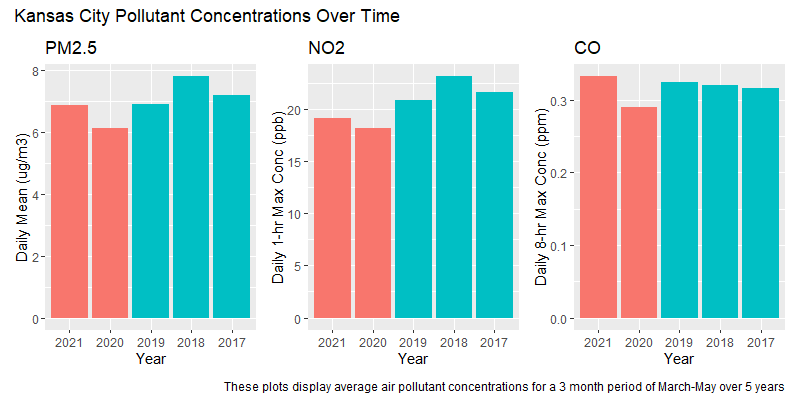 Kansas City Pollutant Concentrations Over Time
PM2.5
Daily Mean (ug/m3)
8
6
4
2
0
2021 2020 2019 2018 2017
Year
NO2
Daily 1-hr Max Conc (ppb)
20
15
10
5
0
2021 2020 2019 2018 2017
Year
CO
Daily 8-hr Max Conc (ppm)
0.3
0.2
0.1
0.0
2021 2020 2019 2018 2017
Year
These plots display average air pollutant concentrations for a 3 month period of March-May over 5 years